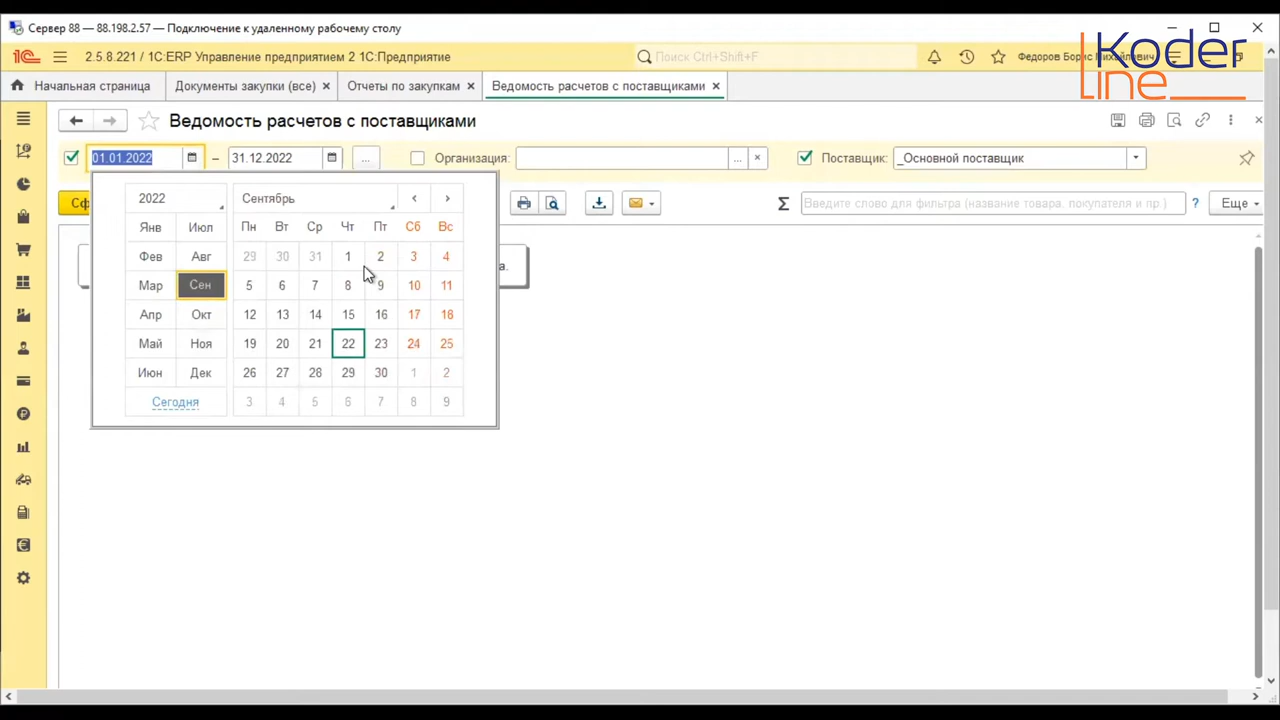 Сервер 88 — 88.198.2.57 — Подключение к удаленному рабочему столу
2.5.8.221 / 1С:ERP Управление предприятием 2 1С:Предприятие
Поиск Ctrl+Shift+F
Федоров Борис Михайлович
Koder
line
Начальная страница
Документы закупки (все) ×
Отчеты по закупкам ×
Ведомость расчетов с поставщиками ×
Ведомость расчетов с поставщиками
01.01.2022 – 31.12.2022 ... Организация: ... × Поставщик: _Основной поставщик
Сф
Σ Введите слово для фильтра (название товара, покупателя и пр.) ? Еще
2022 Сентябрь < >
Янв Июл Пн Вт Ср Чт Пт Сб Вс
Фев Авг 29 30 31 1 2 3 4
Мар Сен 5 6 7 8 9 10 11
Апр Окт 12 13 14 15 16 17 18
Май Ноя 19 20 21 22 23 24 25
Июн Дек 26 27 28 29 30 1 2
Сегодня 3 4 5 6 7 8 9
а.